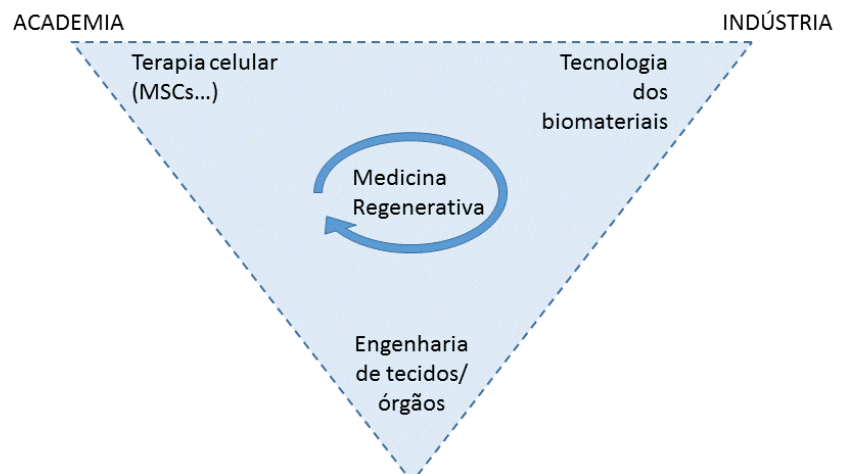 ACADEMIA
INDÚSTRIA
Terapia celular
(MSCs...)
Tecnologia
dos
biomateriais
Medicina
Regenerativa
Engenharia
de tecidos/
órgãos